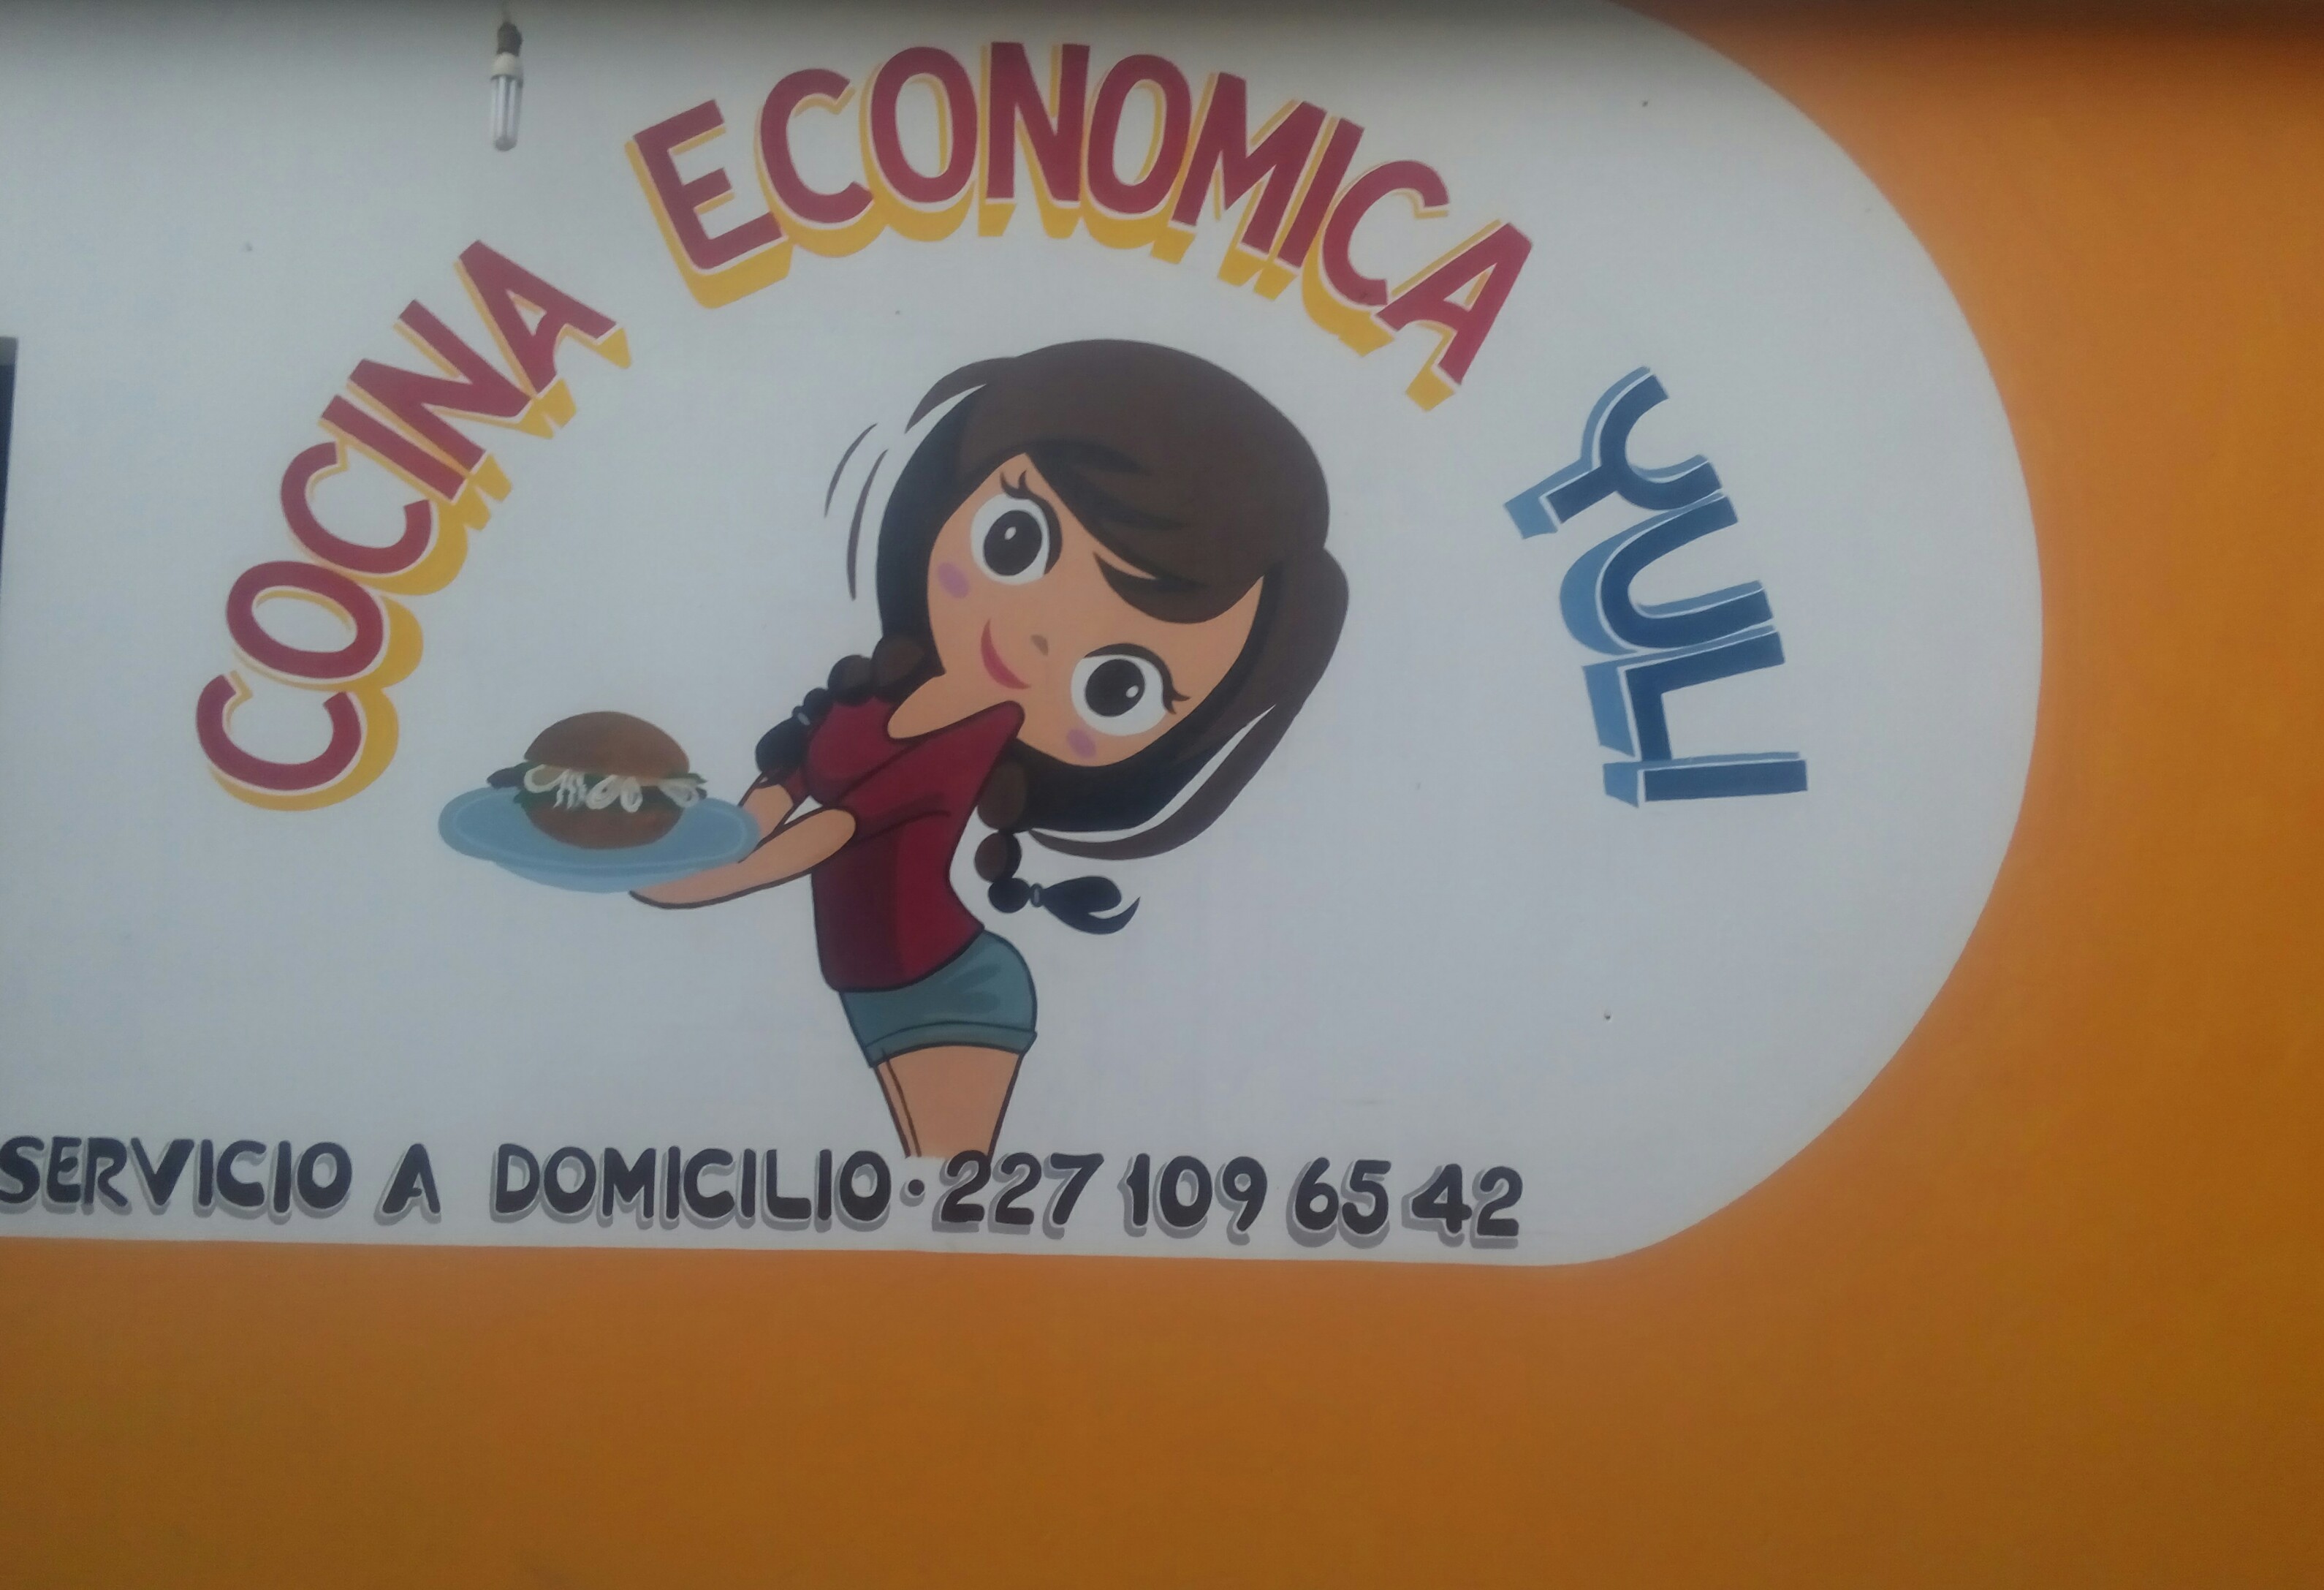 COCINA ECONOMICA YULI
SERVICIO A DOMICILIO · 227 109 65 42